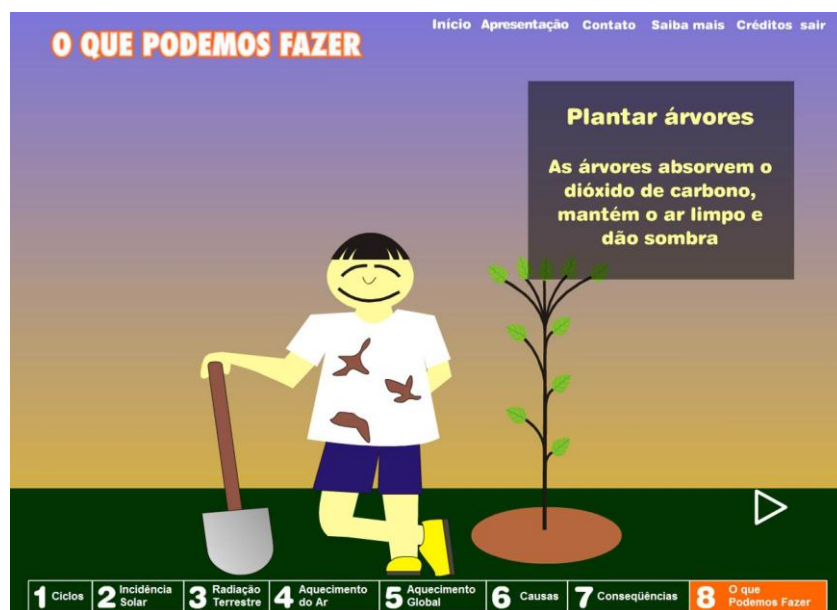 Início Apresentação Contato Saiba mais Créditos sair
O QUE PODEMOS FAZER
Plantar árvores
As árvores absorvem o
dióxido de carbono,
mantém o ar limpo e
dão sombra
1 Ciclos
2 Incidência
Solar
3 Radiação
Terrestre
4 Aquecimento
do Ar
5 Aquecimento
Global
6 Causas
7 Conseqüências
8 O que
Podemos Fazer